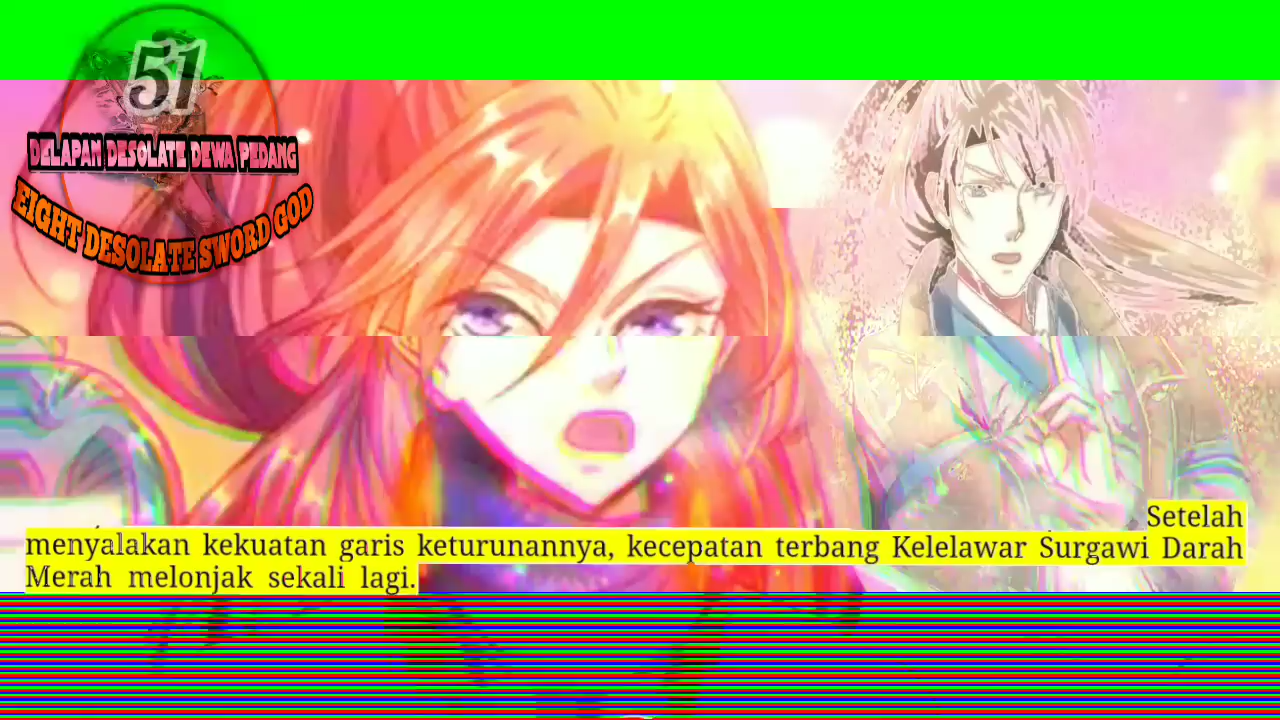 51
DELAPAN DESOLATE DEWA PEDANG
EIGHT DESOLATE SWORD GOD
Setelah
menyalakan kekuatan garis keturunannya, kecepatan terbang Kelelawar Surgawi Darah
Merah melonjak sekali lagi.